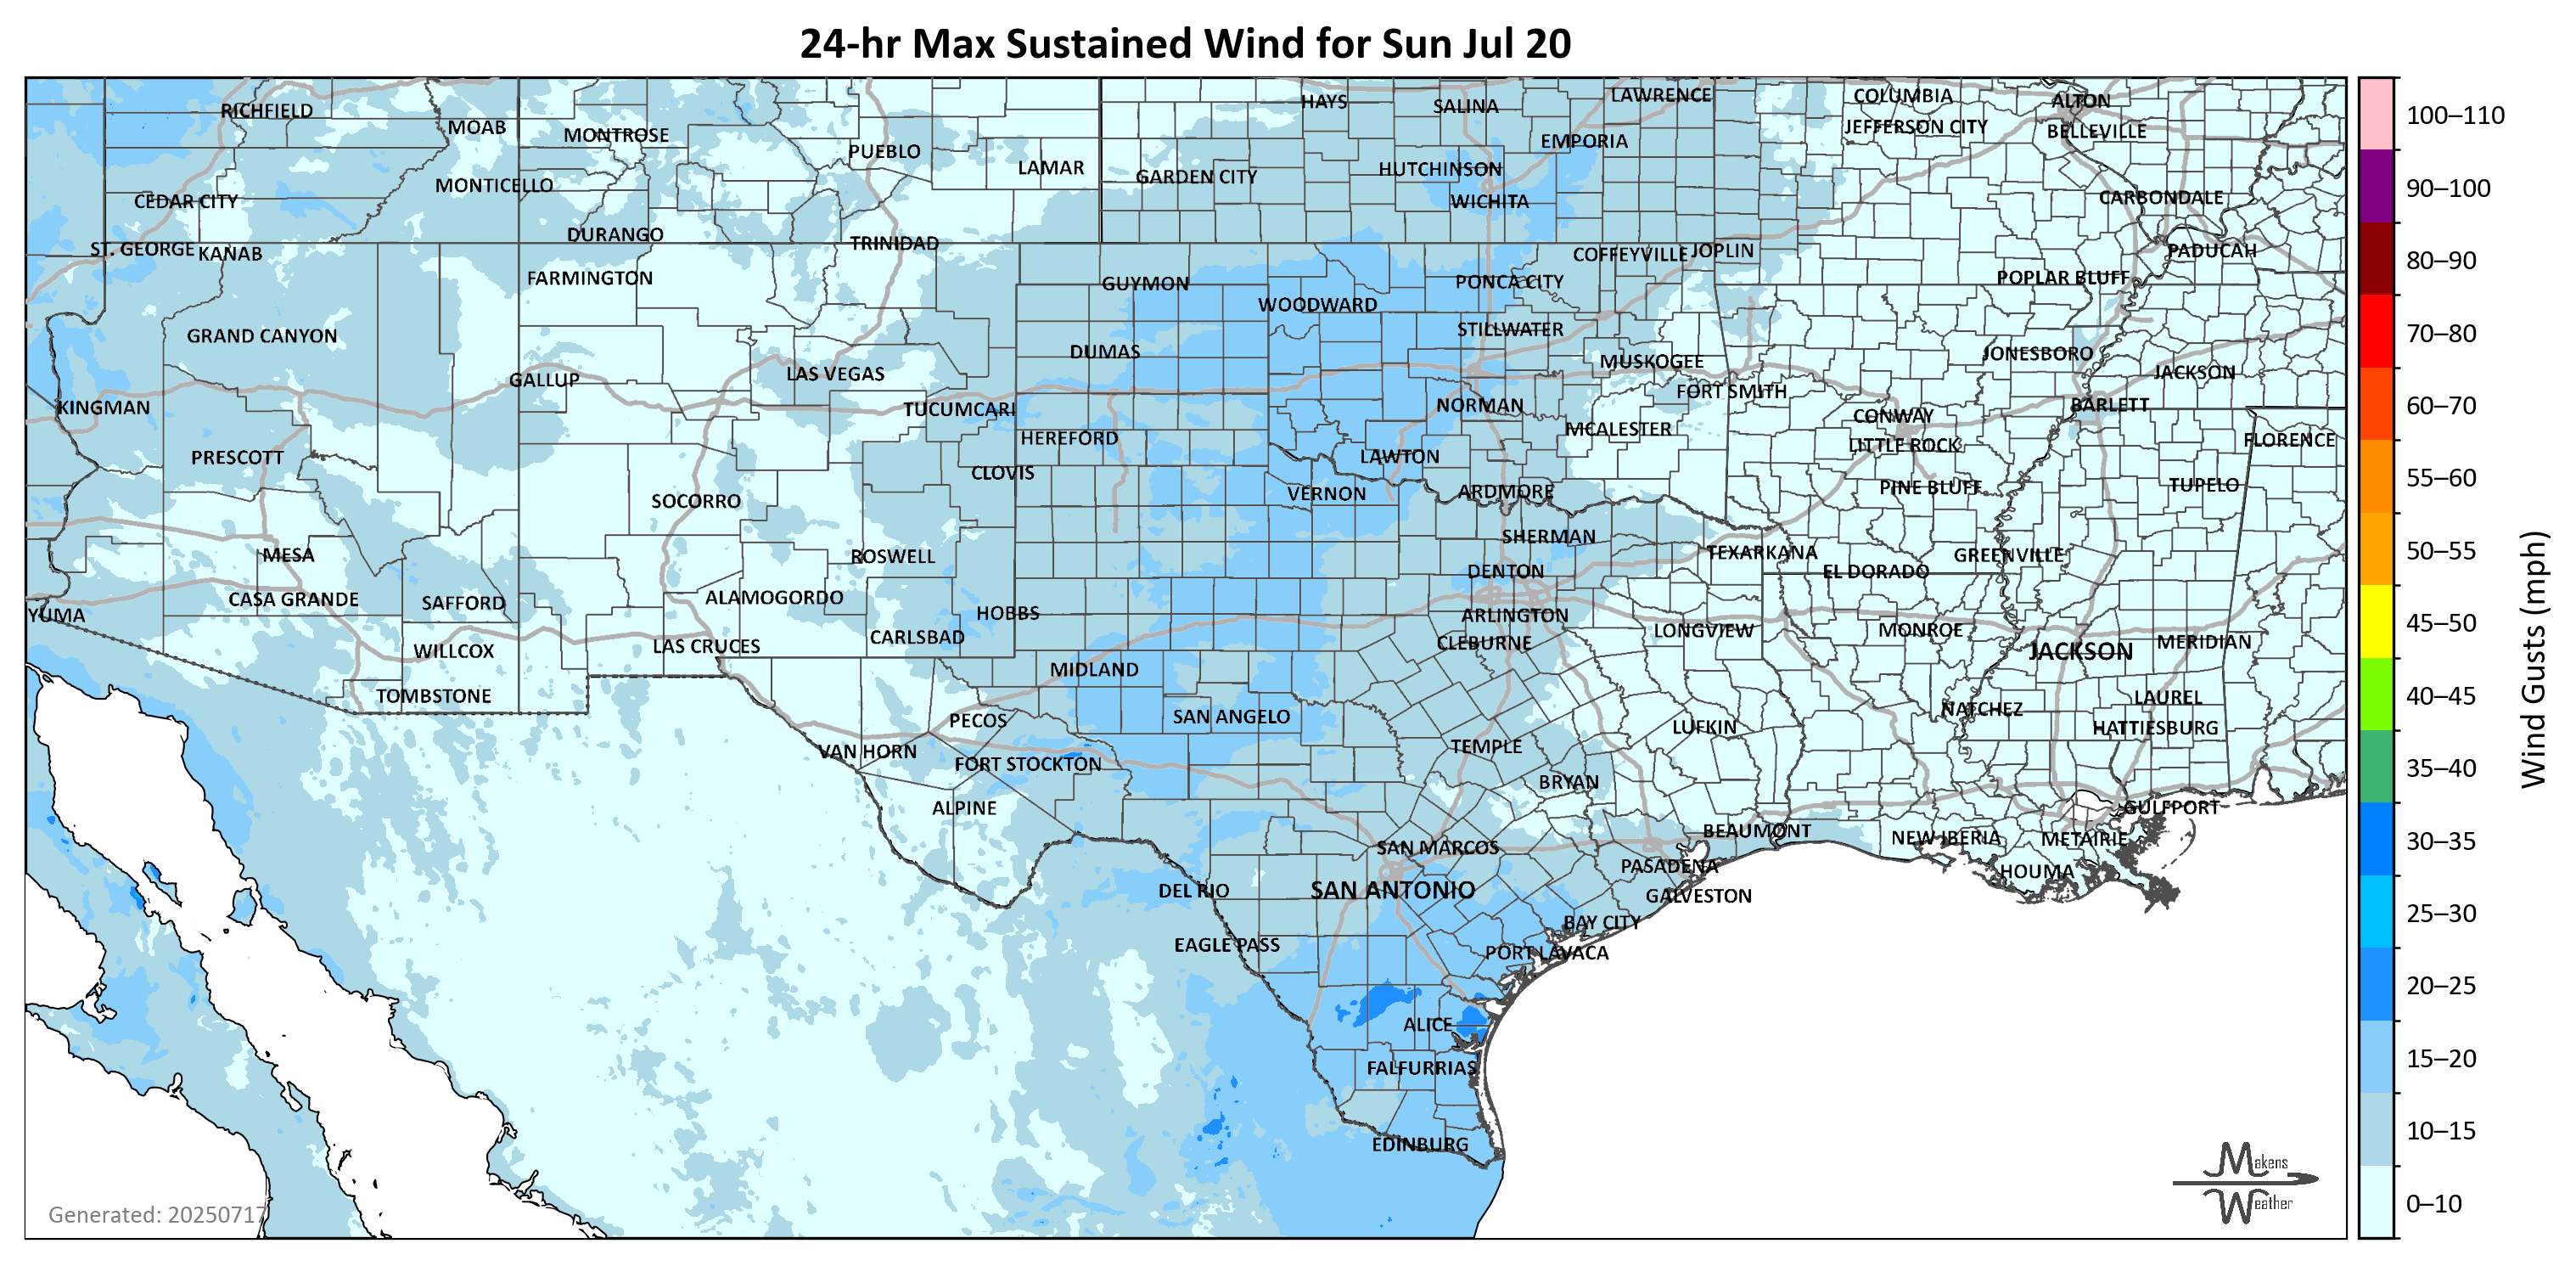 24-hr Max Sustained Wind for Sun Jul 20
RICHFIELD
MOAB
MONTROSE
PUEBLO
LAMAR
HAYS
SALINA
LAWRENCE
COLUMBIA
ALTON
JEFFERSON CITY
BELLEVILLE
EMPORIA
HUTCHINSON
GARDEN CITY
MONTICELLO
CEDAR CITY
WICHITA
CARBONDALE
DURANGO
TRINIDAD
ST. GEORGE
KANAB
COFFEYVILLE
JOPLIN
PADUCAH
FARMINGTON
GUYMON
PONCA CITY
POPLAR BLUFF
WOODWARD
GRAND CANYON
STILLWATER
DUMAS
JONESBORO
MUSKOGEE
LAS VEGAS
JACKSON
GALLUP
FORT SMITH
KINGMAN
TUCUMCARI
NORMAN
BARLETT
CONWAY
MCALESTER
HEREFORD
LITTLE ROCK
FLORENCE
PRESCOTT
LAWTON
CLOVIS
TUPELO
SOCORRO
VERNON
ARDMORE
PINE BLUFF
SHERMAN
MESA
ROSWELL
TEXARKANA
GREENVILLE
DENTON
EL DORADO
CASA GRANDE
SAFFORD
ALAMOGORDO
HOBBS
YUMA
ARLINGTON
CARLSBAD
LONGVIEW
MONROE
LAS CRUCES
CLEBURNE
MERIDIAN
WILLCOX
JACKSON
MIDLAND
TOMBSTONE
LAUREL
NATCHEZ
PECOS
SAN ANGELO
LUFKIN
HATTIESBURG
VAN HORN
TEMPLE
FORT STOCKTON
BRYAN
ALPINE
GULFPORT
BEAUMONT
NEW IBERIA
METAIRIE
SAN MARCOS
PASADENA
HOUMA
DEL RIO
SAN ANTONIO
GALVESTON
BAY CITY
EAGLE PASS
PORT LAVACA
ALICE
FALFURRIAS
EDINBURG
Generated: 20250717
Makens
Weather
100–110
90–100
80–90
70–80
60–70
55–60
50–55
45–50
40–45
35–40
30–35
25–30
20–25
15–20
10–15
0–10
Wind Gusts (mph)